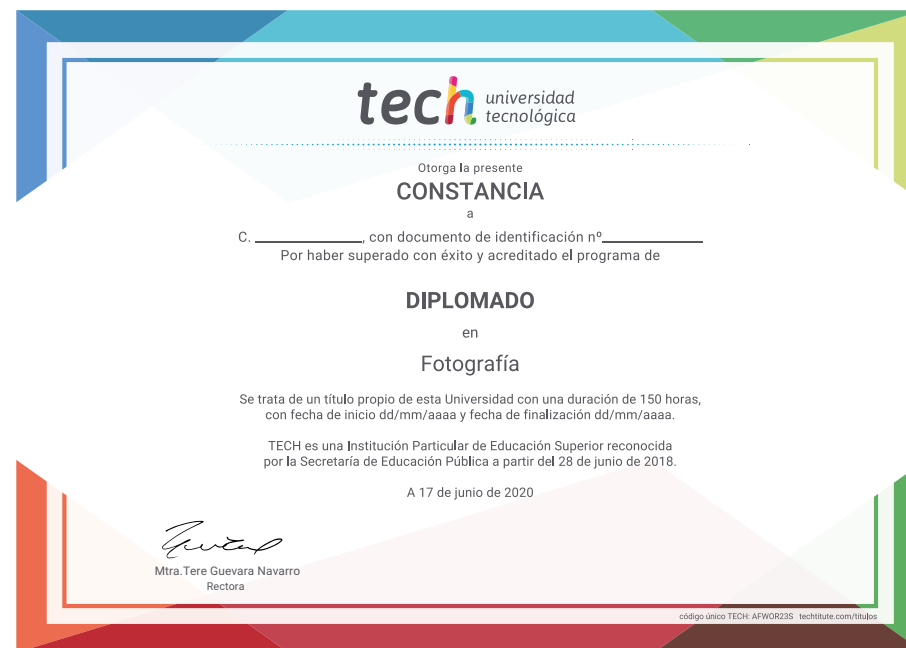 tech universidad
tecnológica
Otorga la presente
CONSTANCIA
a
C. ____________, con documento de identificación nº____________
Por haber superado con éxito y acreditado el programa de
DIPLOMADO
en
Fotografía
Se trata de un título propio de esta Universidad con una duración de 150 horas,
con fecha de inicio dd/mm/aaaa y fecha de finalización dd/mm/aaaa.
TECH es una Institución Particular de Educación Superior reconocida
por la Secretaría de Educación Pública a partir del 28 de junio de 2018.
A 17 de junio de 2020
Mtra.Tere Guevara Navarro
Rectora
código único TECH: AFWOR23S techtitute.com/titulos